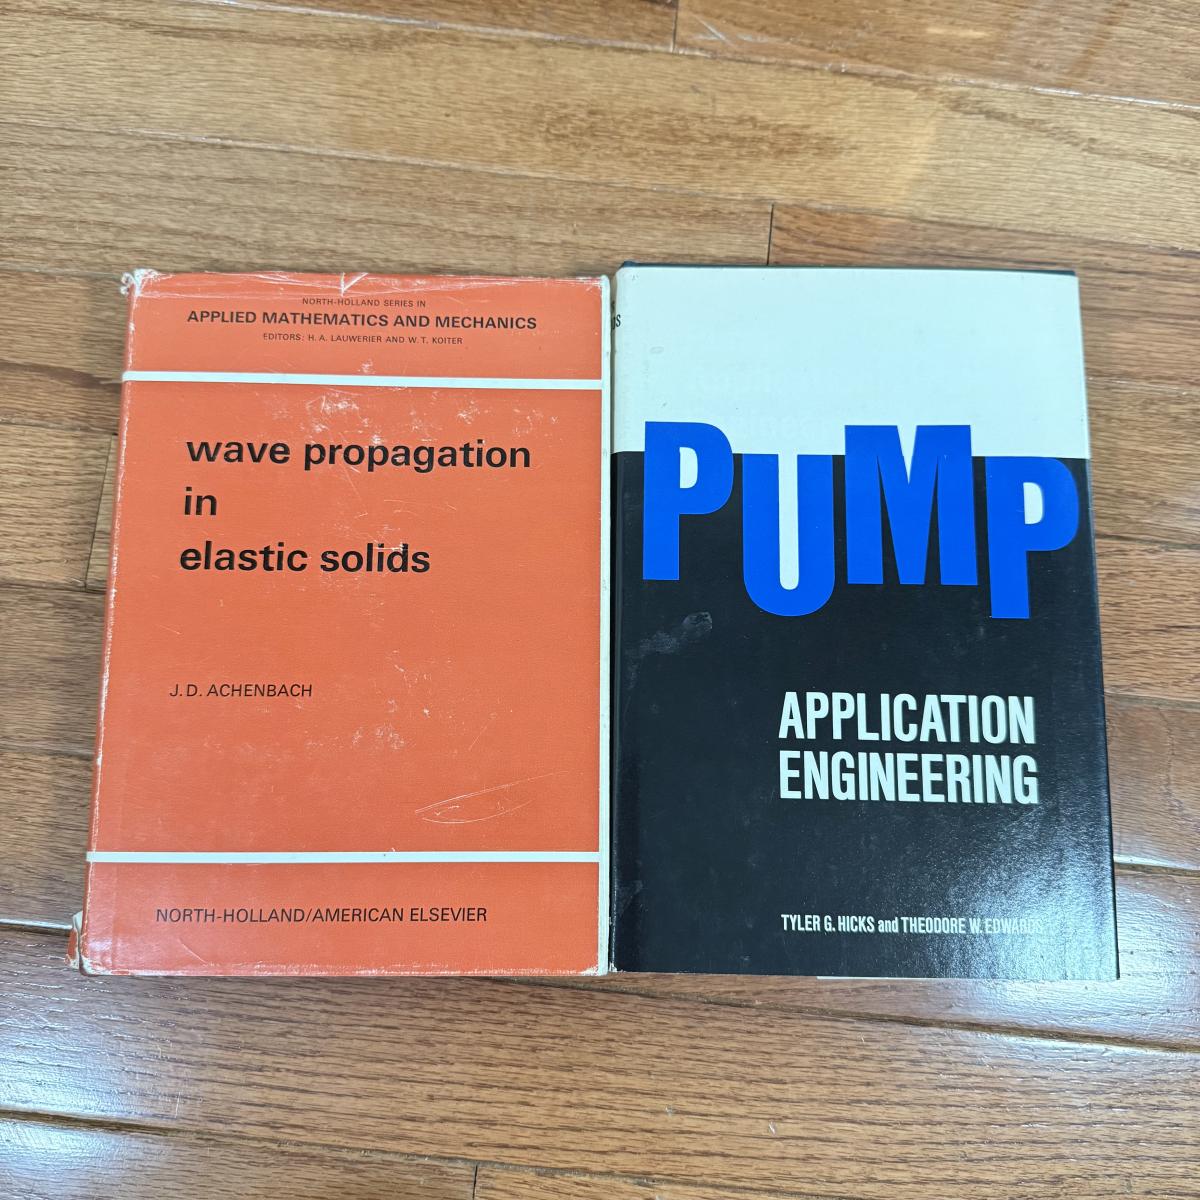 NORTH-HOLLAND SERIES IN
APPLIED MATHEMATICS AND MECHANICS
EDITORS: H. A. LAUWERIER AND W. T. KOITER
wave propagation
in
elastic solids
J. D. ACHENBACH
NORTH-HOLLAND/AMERICAN ELSEVIER
PUMP
APPLICATION
ENGINEERING
TYLER G. HICKS and THEODORE W. EDWARDS